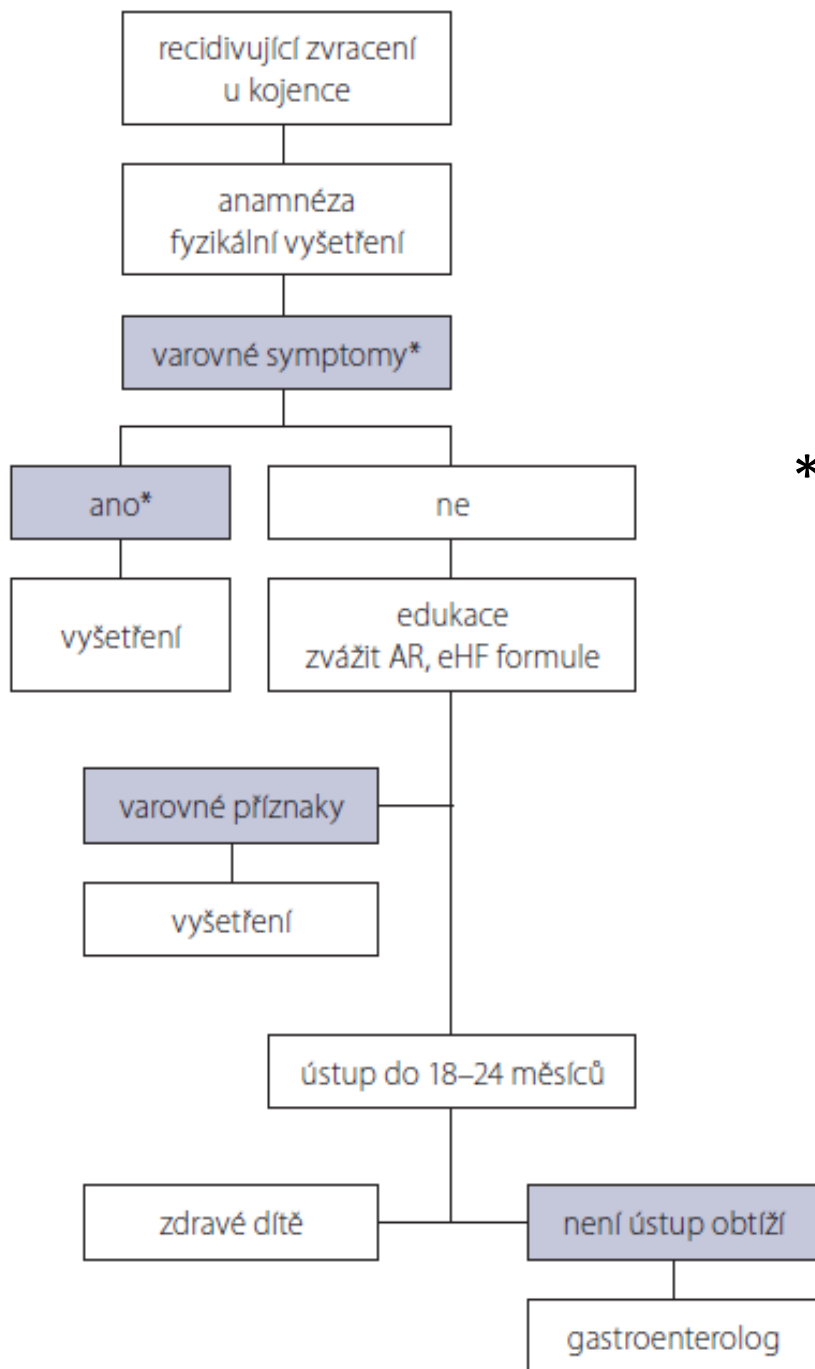 recidivující zvracení
u kojence
anamnéza
fyzikální vyšetření
varovné symptomy*
ano*
ne
*
vyšetření
edukace
zvážit AR, eHF formule
varovné příznaky
vyšetření
ústup do 18–24 měsíců
zdravé dítě
není ústup obtíží
gastroenterolog